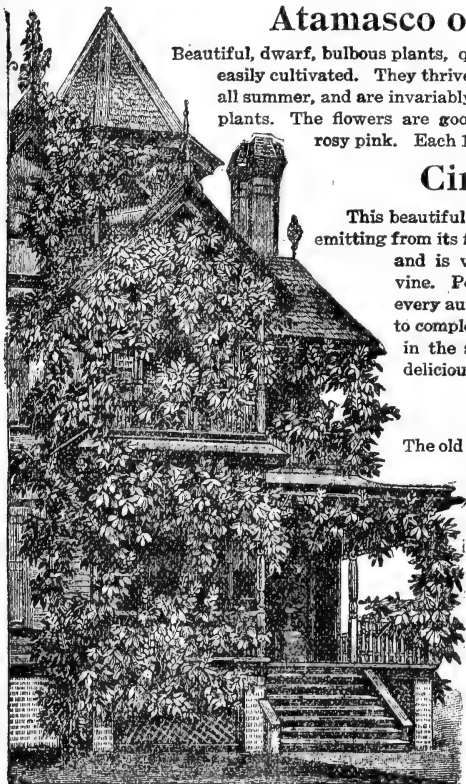 Atamasco o
Beautiful, dwarf, bulbous plants, q
easily cultivated. They thrive
all summer, and are invariably
plants. The flowers are goo
rosy pink. Each 1
Cin
This beautiful
emitting from its f
and is v
vine. Po
every au
to comple
in the s
deliciou
The old